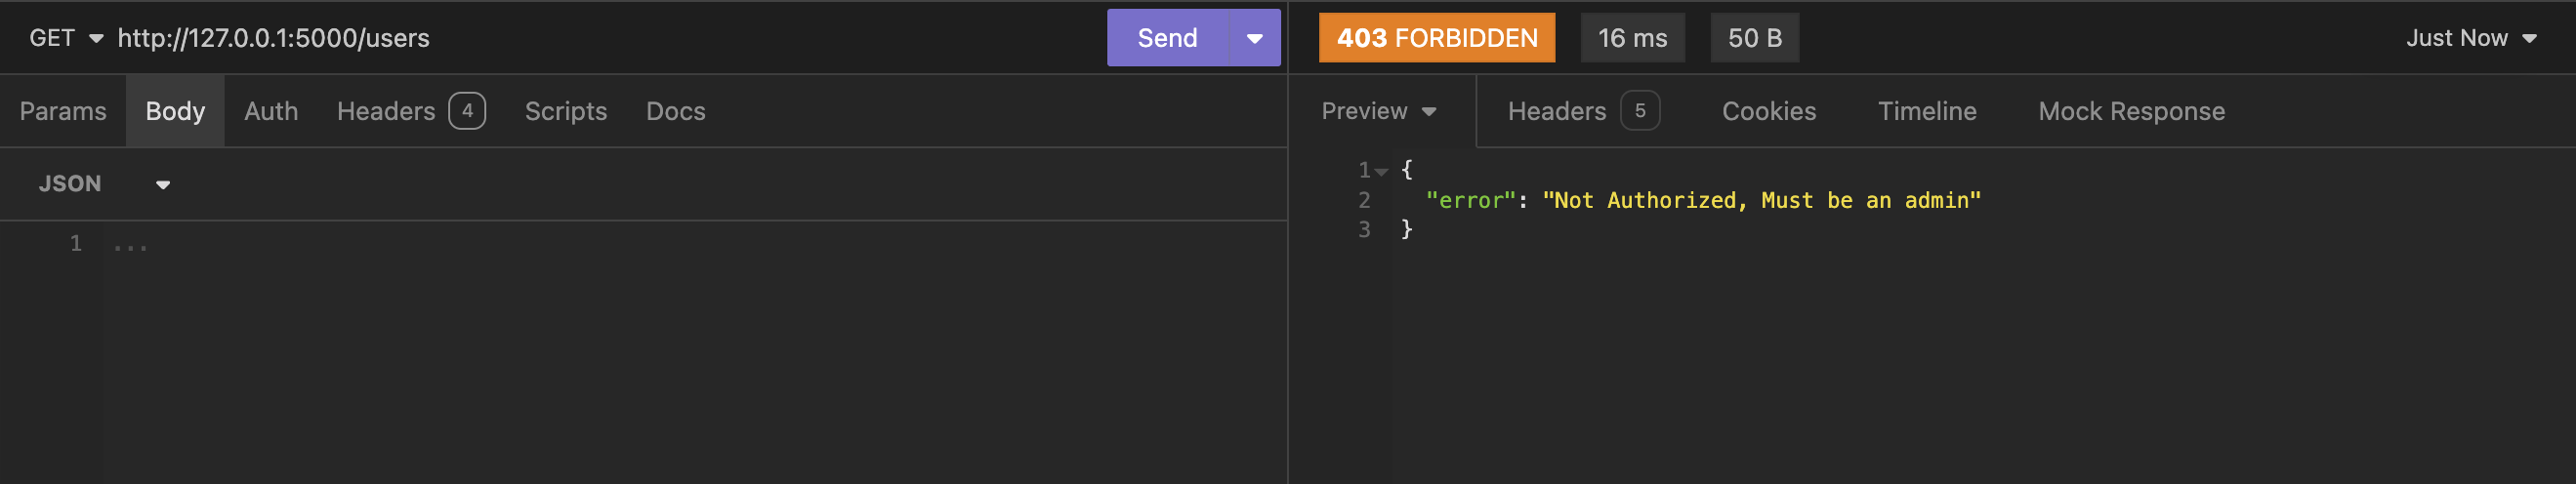 GET http://127.0.0.1:5000/users Send
403 FORBIDDEN 16 ms 50 B Just Now
Params Body Auth Headers 4 Scripts Docs
Preview Headers 5 Cookies Timeline Mock Response
JSON
1 ...
1 {
2 "error": "Not Authorized, Must be an admin"
3 }